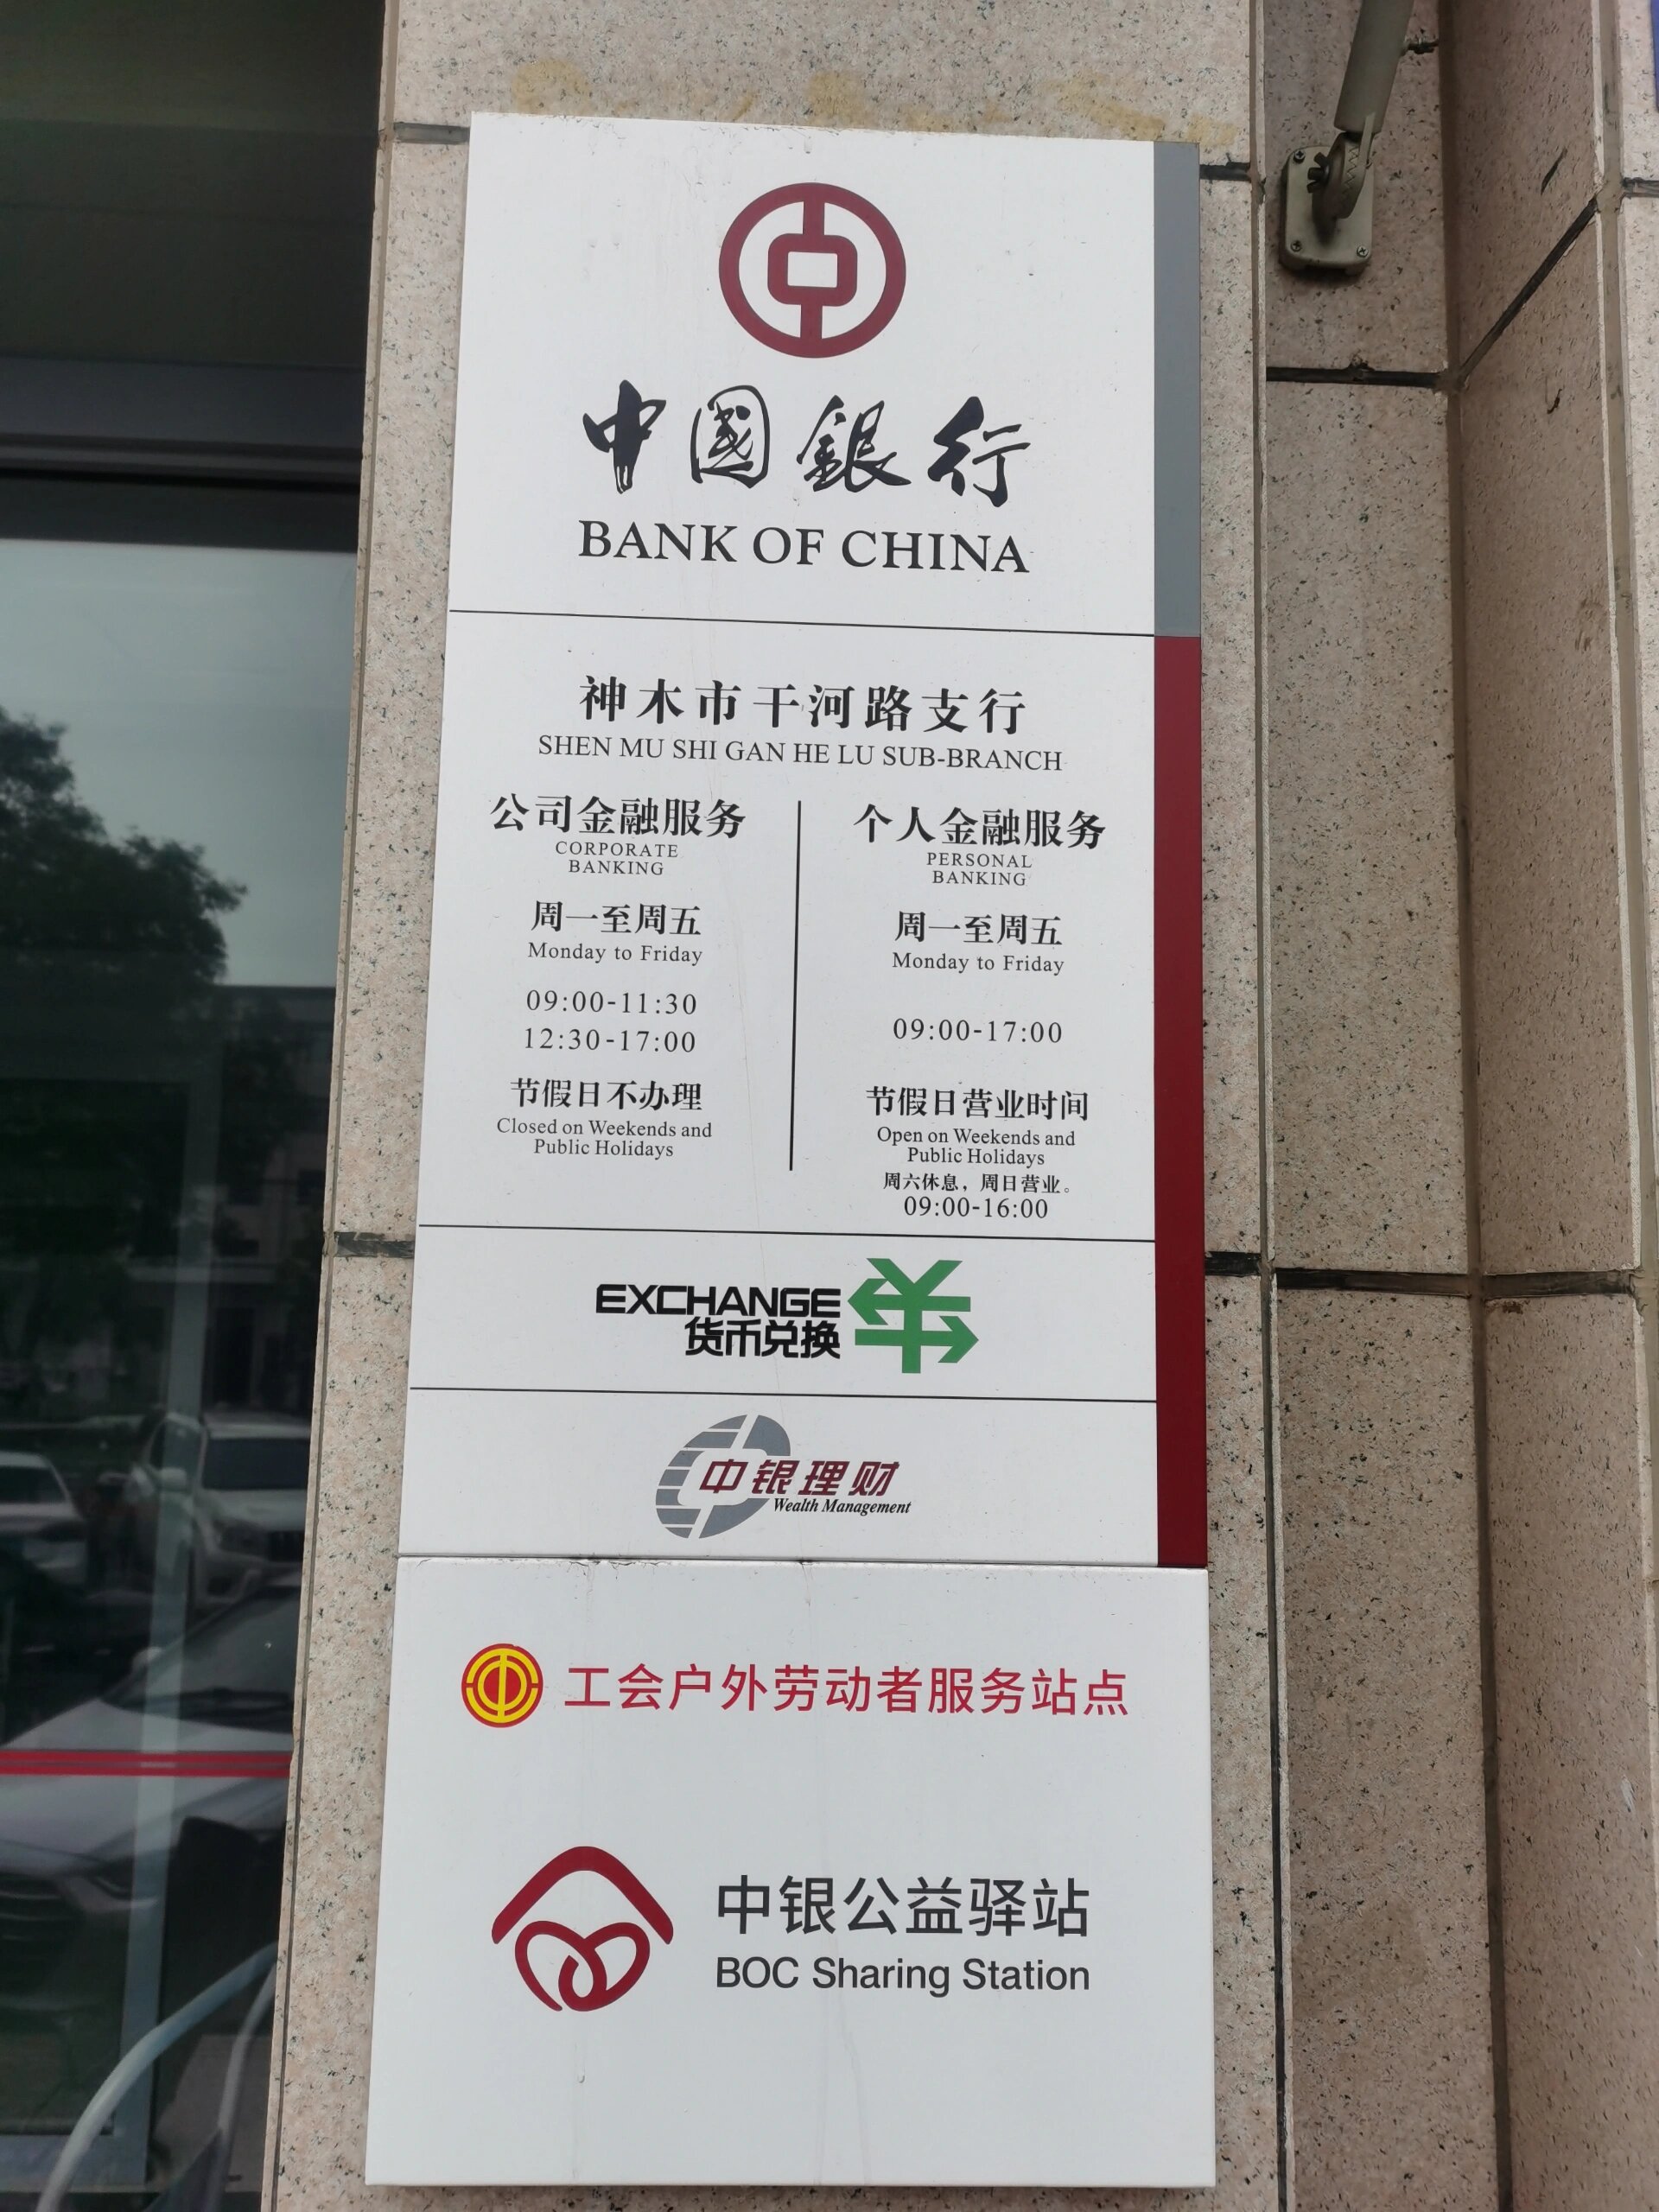 中國銀行
BANK OF CHINA
神木市干河路支行
SHEN MU SHI GAN HE LU SUB-BRANCH
公司金融服务
CORPORATE
BANKING
周一至周五
Monday to Friday
09:00-11:30
12:30-17:00
节假日不办理
Closed on Weekends and
Public Holidays
个人金融服务
PERSONAL
BANKING
周一至周五
Monday to Friday
09:00-17:00
节假日营业时间
Open on Weekends and
Public Holidays
周六休息，周日营业。
09:00-16:00
EXCHANGE
货币兑换
中银理财
Wealth Management
工会户外劳动者服务站点
中银公益驿站
BOC Sharing Station